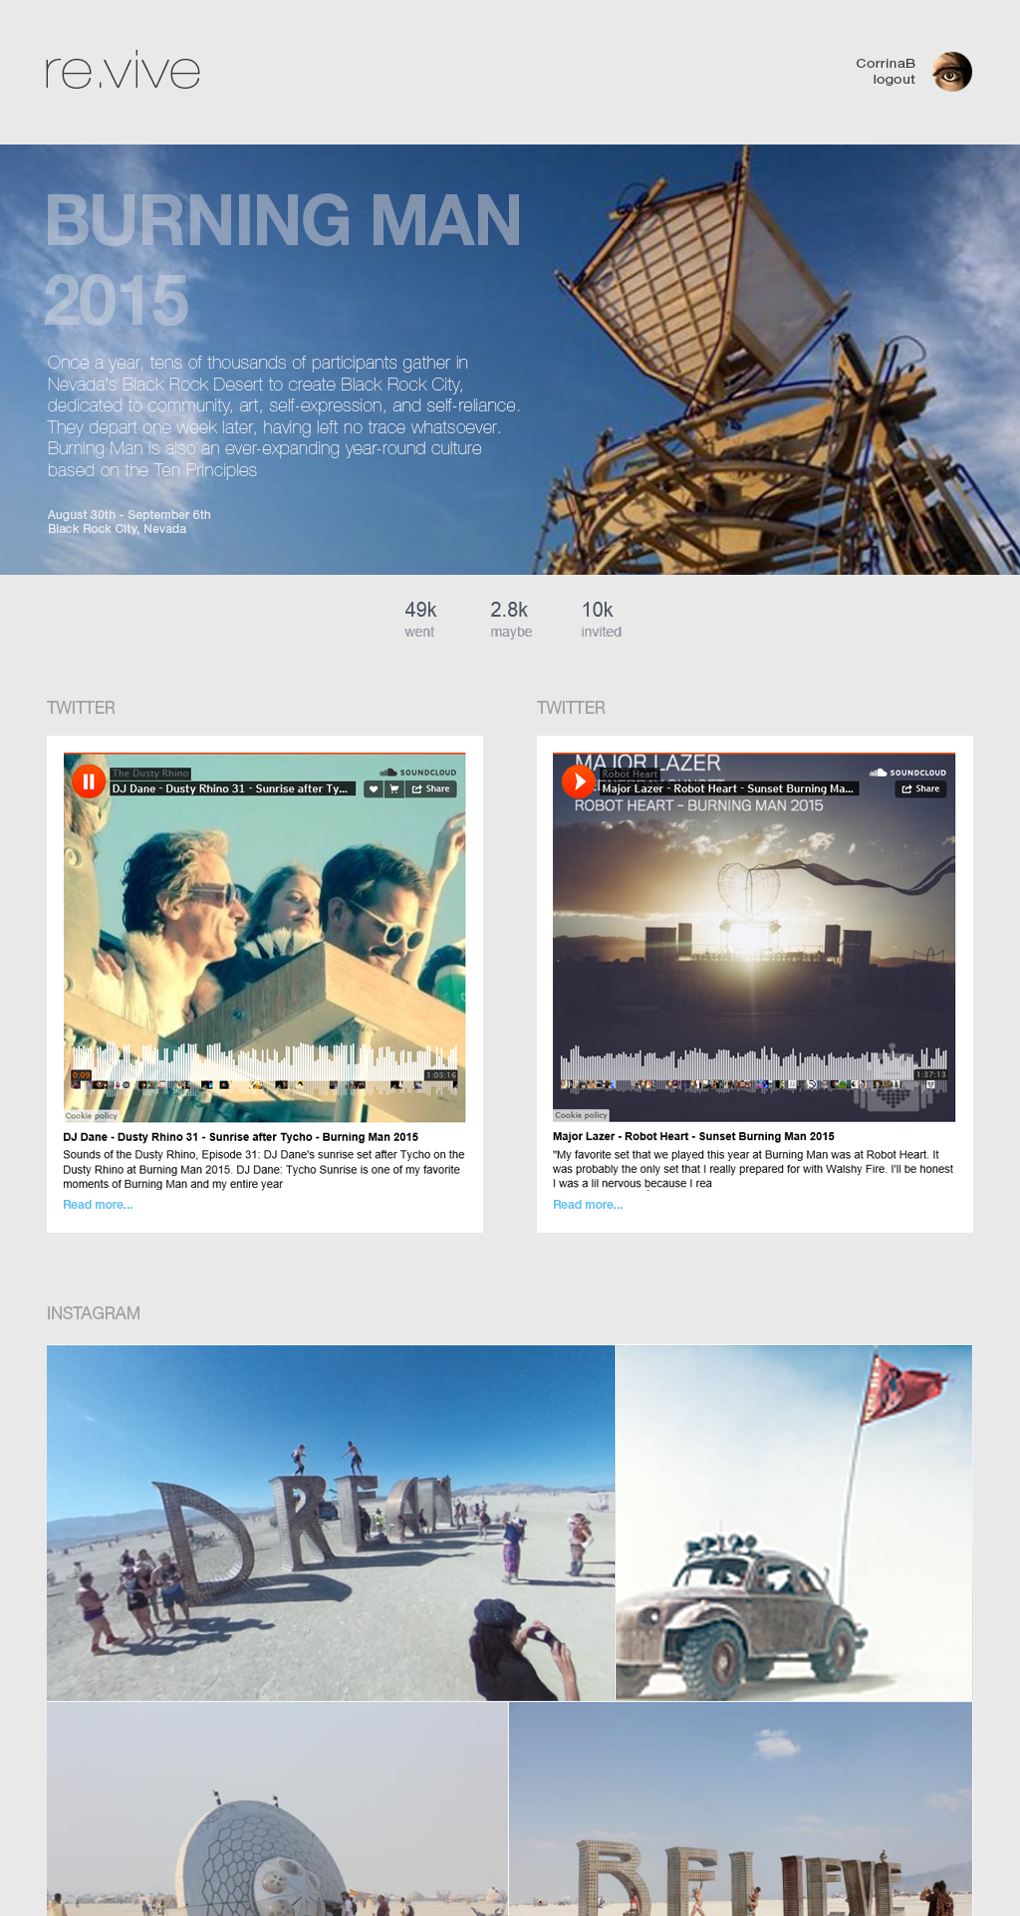 re.vive
CorrinaB
logout
BURNING MAN
2015
Once a year, tens of thousands of participants gather in
Nevada's Black Rock Desert to create Black Rock City,
dedicated to community, art, self-expression, and self-reliance.
They depart one week later, having left no trace whatsoever.
Burning Man is also an ever-expanding year-round culture
based on the Ten Principles
August 30th - September 6th
Black Rock City, Nevada
49k 2.8k 10k
went maybe invited
TWITTER
The Dusty Rhino
SOUNDCLOUD
DJ Dane - Dusty Rhino 31 - Sunrise after Ty...
Share
0:09
1:03:16
Cookie policy
DJ Dane - Dusty Rhino 31 - Sunrise after Tycho - Burning Man 2015
Sounds of the Dusty Rhino, Episode 31: DJ Dane's sunrise set after Tycho on the
Dusty Rhino at Burning Man 2015. DJ Dane: Tycho Sunrise is one of my favorite
moments of Burning Man and my entire year
Read more...
TWITTER
MAJOR LAZER
Robot Heart
SOUNDCLOUD
Major Lazer - Robot Heart - Sunset Burning Ma...
Share
ROBOT HEART - BURNING MAN 2015
1:37:13
Cookie policy
Major Lazer - Robot Heart - Sunset Burning Man 2015
"My favorite set that we played this year at Burning Man was at Robot Heart. It
was probably the only set that I really prepared for with Walshy Fire. I'll be honest
I was a lil nervous because I rea
Read more...
INSTAGRAM
DREAM
BELIEVE